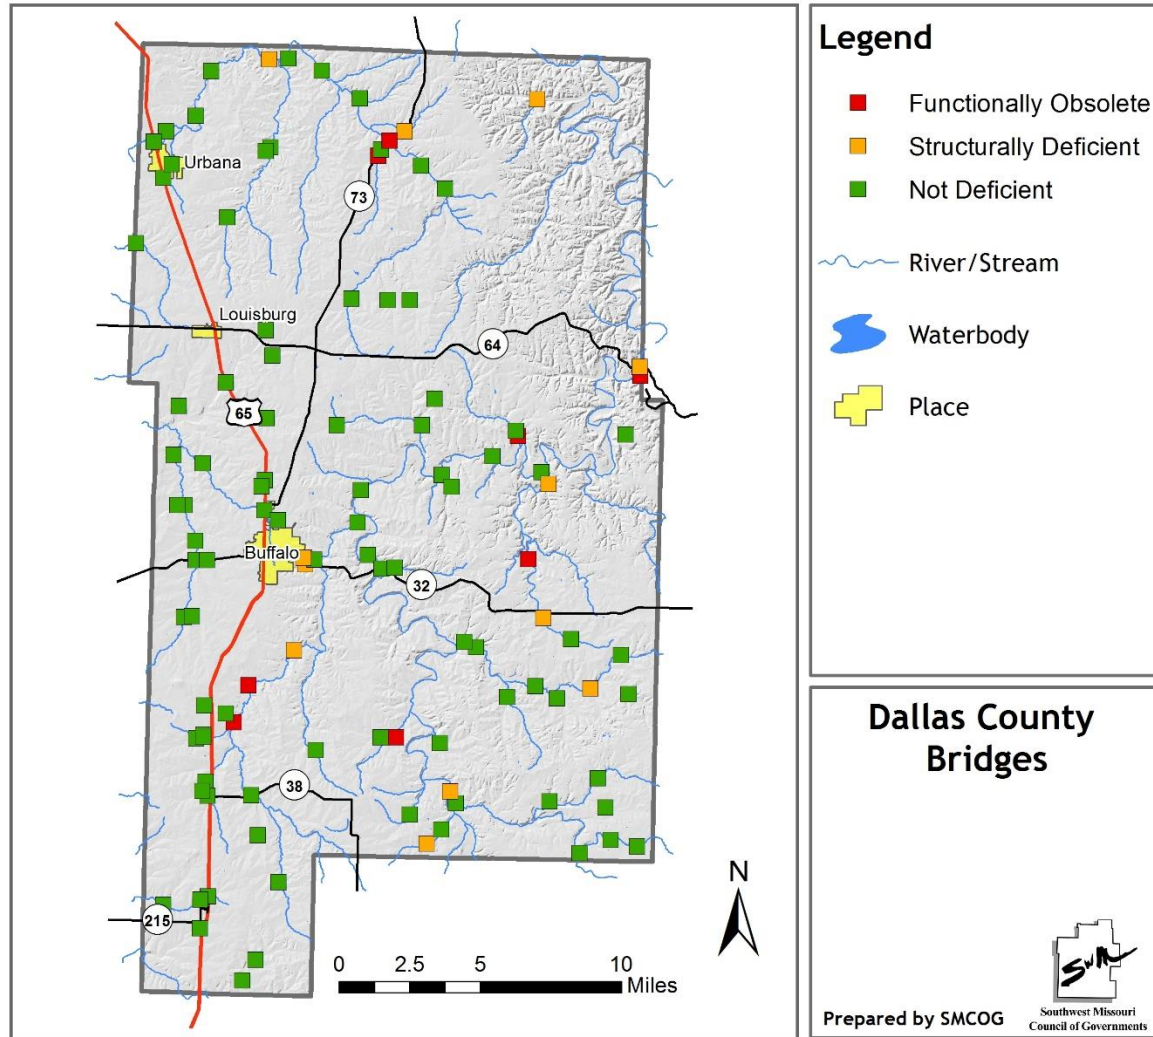 Urbana
73
Louisburg
64
65
Buffalo
32
38
215
N
0 2.5 5 10
Miles
Legend
Functionally Obsolete
Structurally Deficient
Not Deficient
River/Stream
Waterbody
Place
Dallas County
Bridges
Prepared by SMCOG
Southwest Missouri
Council of Governments